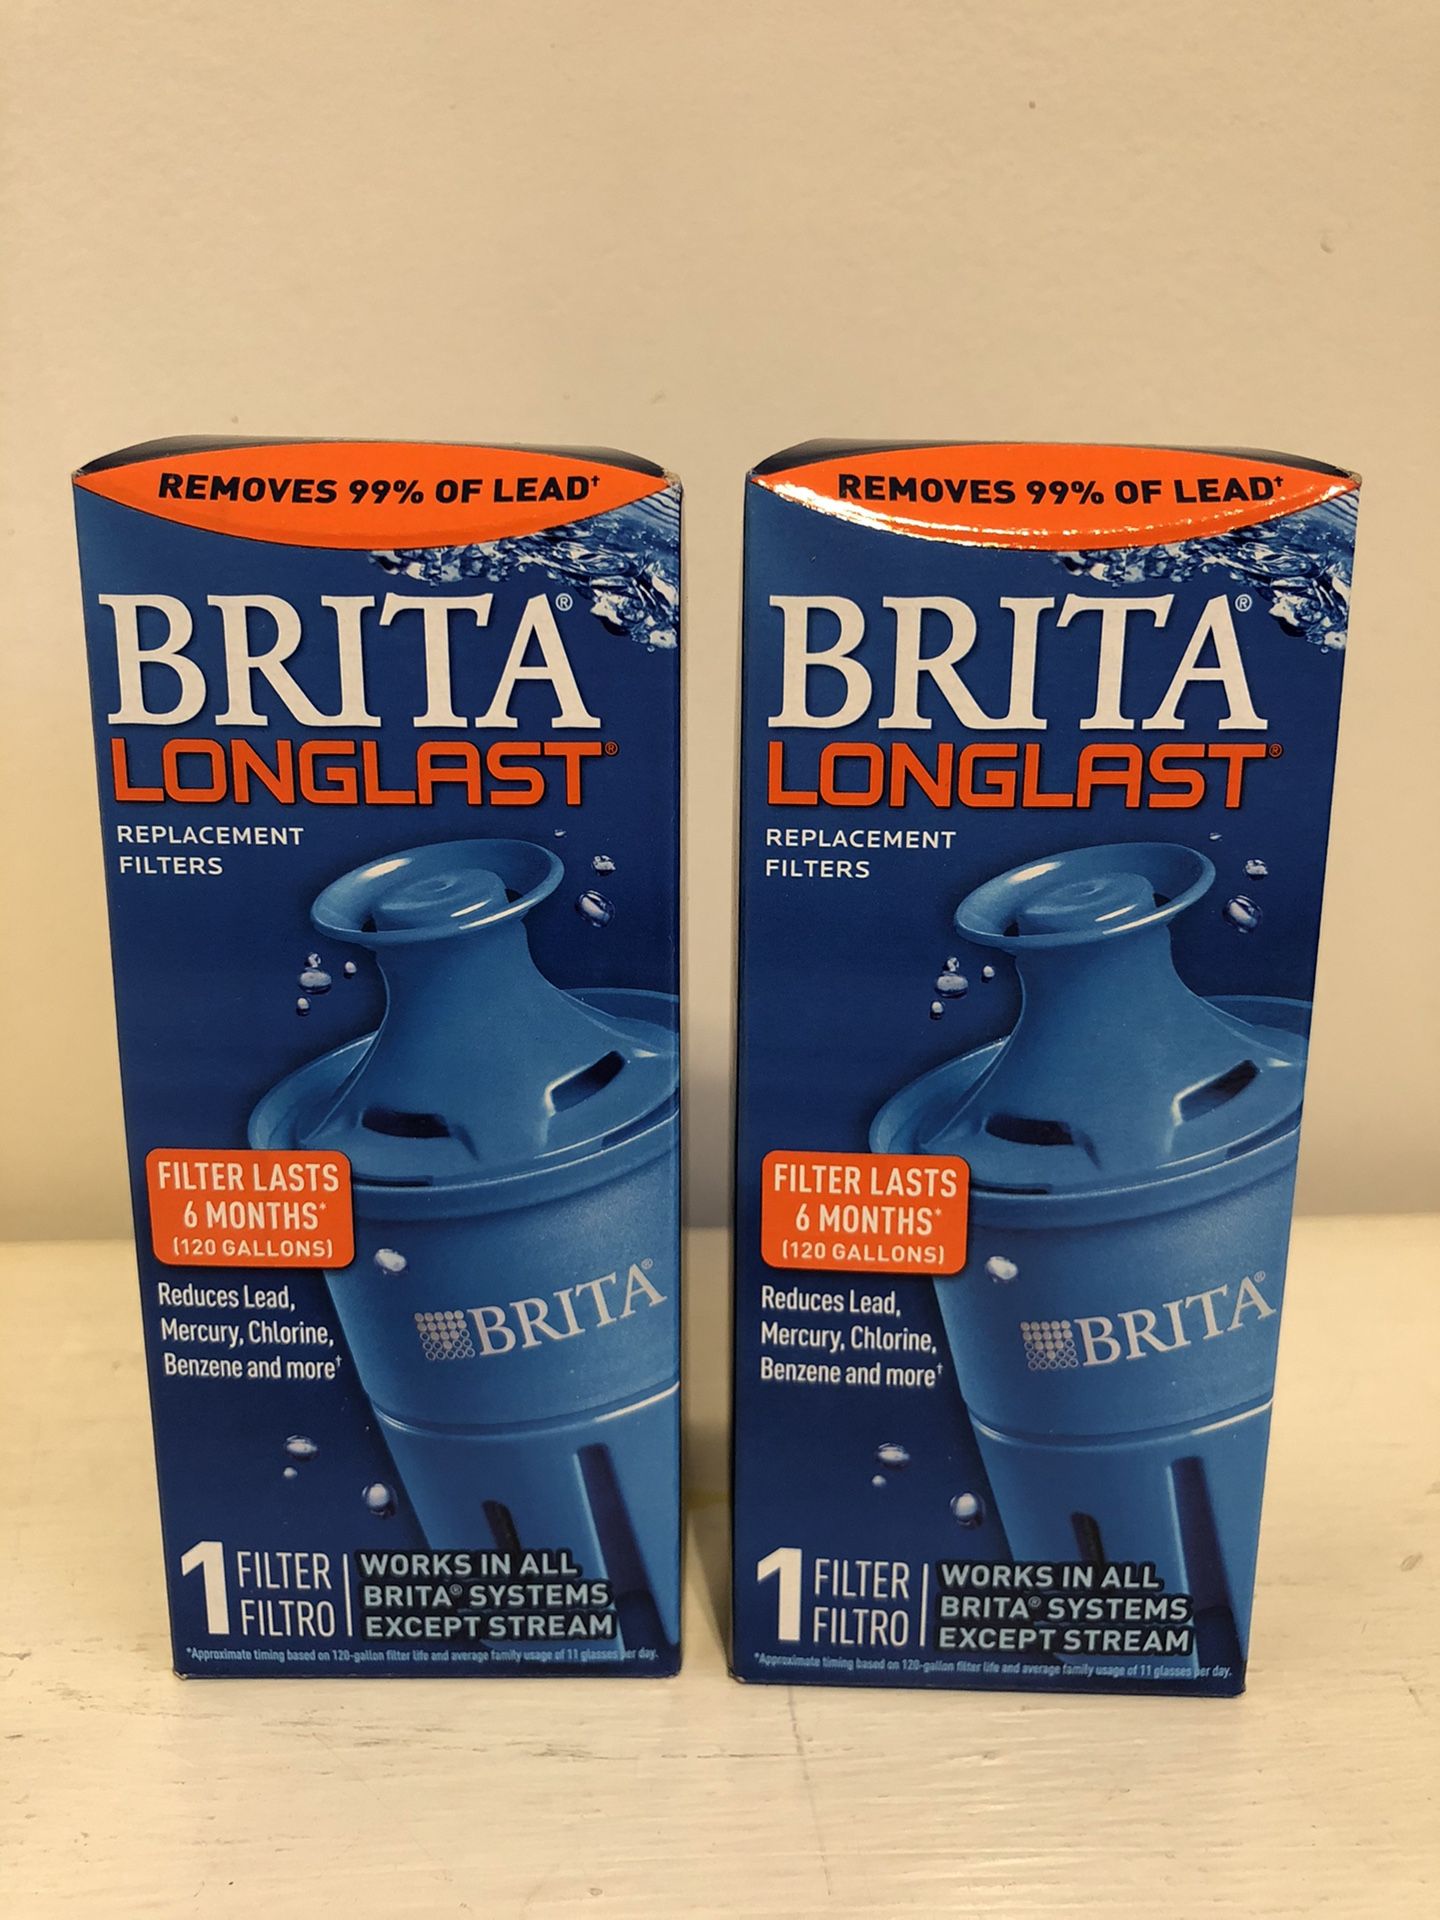 REMOVES 99% OF LEAD†
BRITA®
LONGLAST®
REPLACEMENT
FILTERS
FILTER LASTS
6 MONTHS*
(120 GALLONS)
Reduces Lead,
Mercury, Chlorine,
Benzene and more†
BRITA®
1 FILTER
FILTRO
WORKS IN ALL
BRITA® SYSTEMS
EXCEPT STREAM
*Approximate timing based on 120-gallon filter life and average family usage of 11 glasses per day.
REMOVES 99% OF LEAD†
BRITA®
LONGLAST®
REPLACEMENT
FILTERS
FILTER LASTS
6 MONTHS*
(120 GALLONS)
Reduces Lead,
Mercury, Chlorine,
Benzene and more†
BRITA®
1 FILTER
FILTRO
WORKS IN ALL
BRITA® SYSTEMS
EXCEPT STREAM
*Approximate timing based on 120-gallon filter life and average family usage of 11 glasses per day.